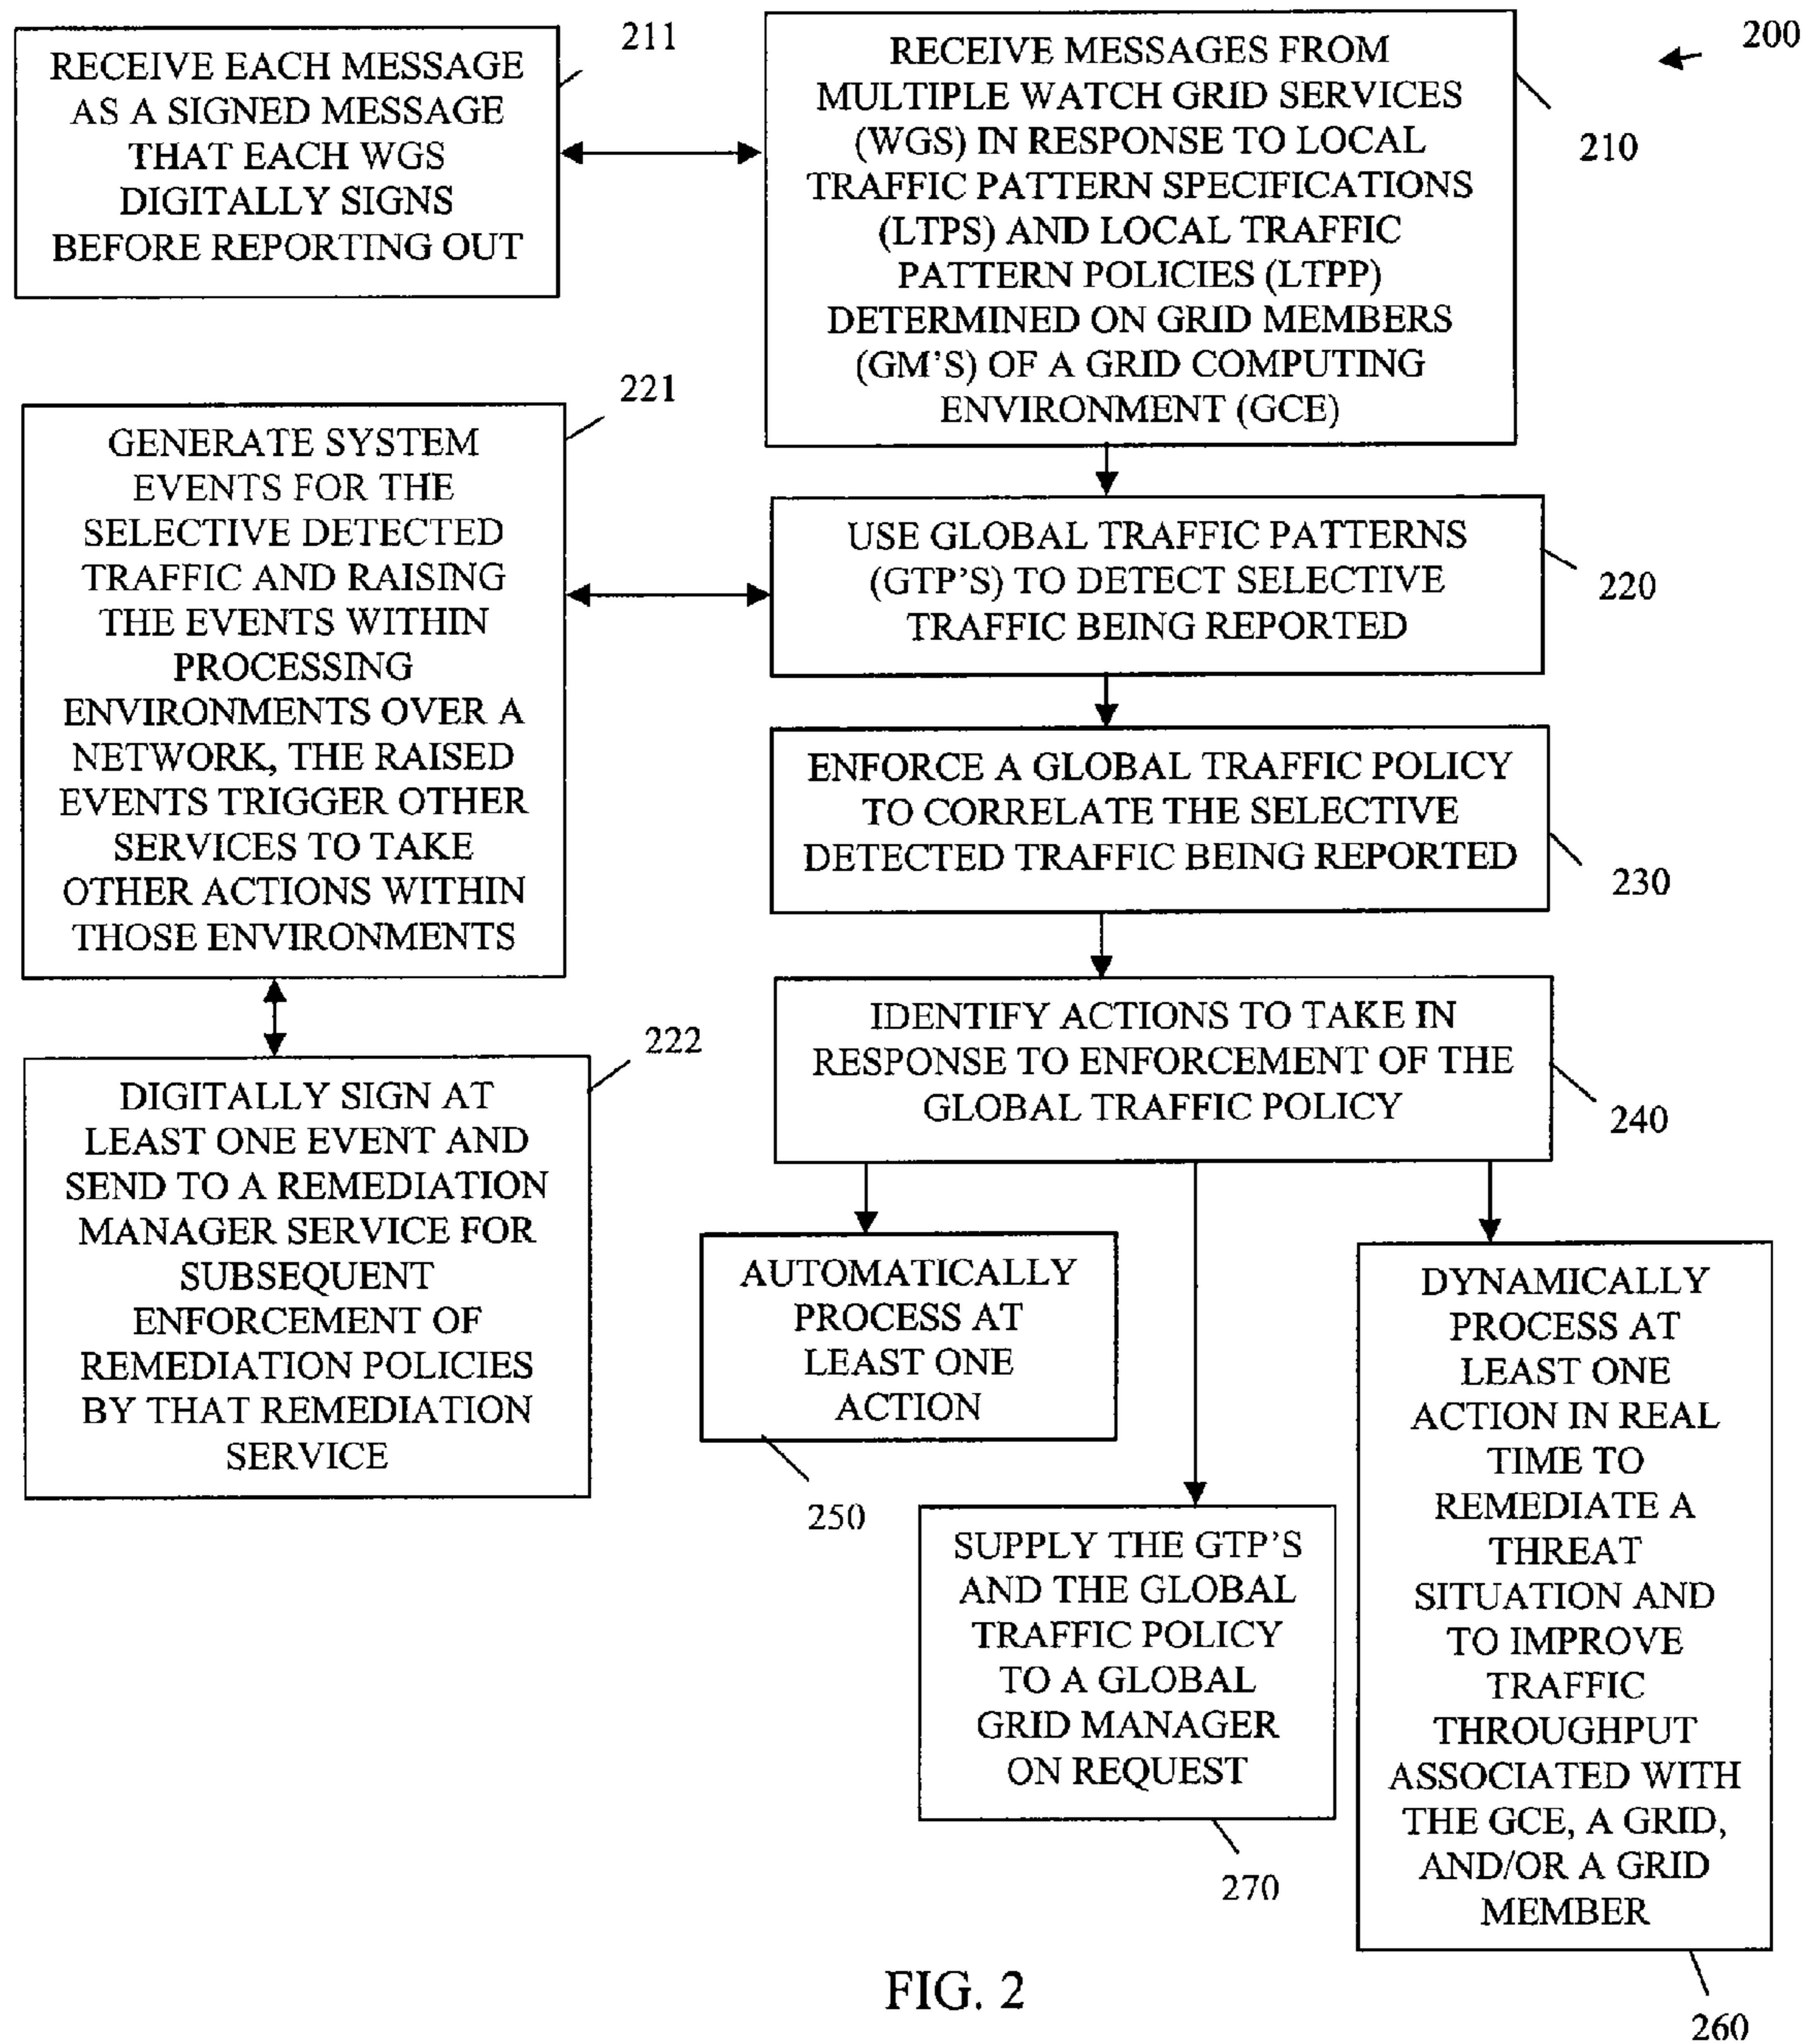 200
RECEIVE EACH MESSAGE
AS A SIGNED MESSAGE
THAT EACH WGS
DIGITALLY SIGNS
BEFORE REPORTING OUT
211
RECEIVE MESSAGES FROM
MULTIPLE WATCH GRID SERVICES
(WGS) IN RESPONSE TO LOCAL
TRAFFIC PATTERN SPECIFICATIONS
(LTPS) AND LOCAL TRAFFIC
PATTERN POLICIES (LTPP)
DETERMINED ON GRID MEMBERS
(GM'S) OF A GRID COMPUTING
ENVIRONMENT (GCE)
210
GENERATE SYSTEM
EVENTS FOR THE
SELECTIVE DETECTED
TRAFFIC AND RAISING
THE EVENTS WITHIN
PROCESSING
ENVIRONMENTS OVER A
NETWORK, THE RAISED
EVENTS TRIGGER OTHER
SERVICES TO TAKE
OTHER ACTIONS WITHIN
THOSE ENVIRONMENTS
221
USE GLOBAL TRAFFIC PATTERNS
(GTP'S) TO DETECT SELECTIVE
TRAFFIC BEING REPORTED
220
ENFORCE A GLOBAL TRAFFIC POLICY
TO CORRELATE THE SELECTIVE
DETECTED TRAFFIC BEING REPORTED
230
IDENTIFY ACTIONS TO TAKE IN
RESPONSE TO ENFORCEMENT OF THE
GLOBAL TRAFFIC POLICY
240
DIGITALLY SIGN AT
LEAST ONE EVENT AND
SEND TO A REMEDIATION
MANAGER SERVICE FOR
SUBSEQUENT
ENFORCEMENT OF
REMEDIATION POLICIES
BY THAT REMEDIATION
SERVICE
222
AUTOMATICALLY
PROCESS AT
LEAST ONE
ACTION
250
SUPPLY THE GTP'S
AND THE GLOBAL
TRAFFIC POLICY
TO A GLOBAL
GRID MANAGER
ON REQUEST
270
DYNAMICALLY
PROCESS AT
LEAST ONE
ACTION IN REAL
TIME TO
REMEDIATE A
THREAT
SITUATION AND
TO IMPROVE
TRAFFIC
THROUGHPUT
ASSOCIATED WITH
THE GCE, A GRID,
AND/OR A GRID
MEMBER
260
FIG. 2